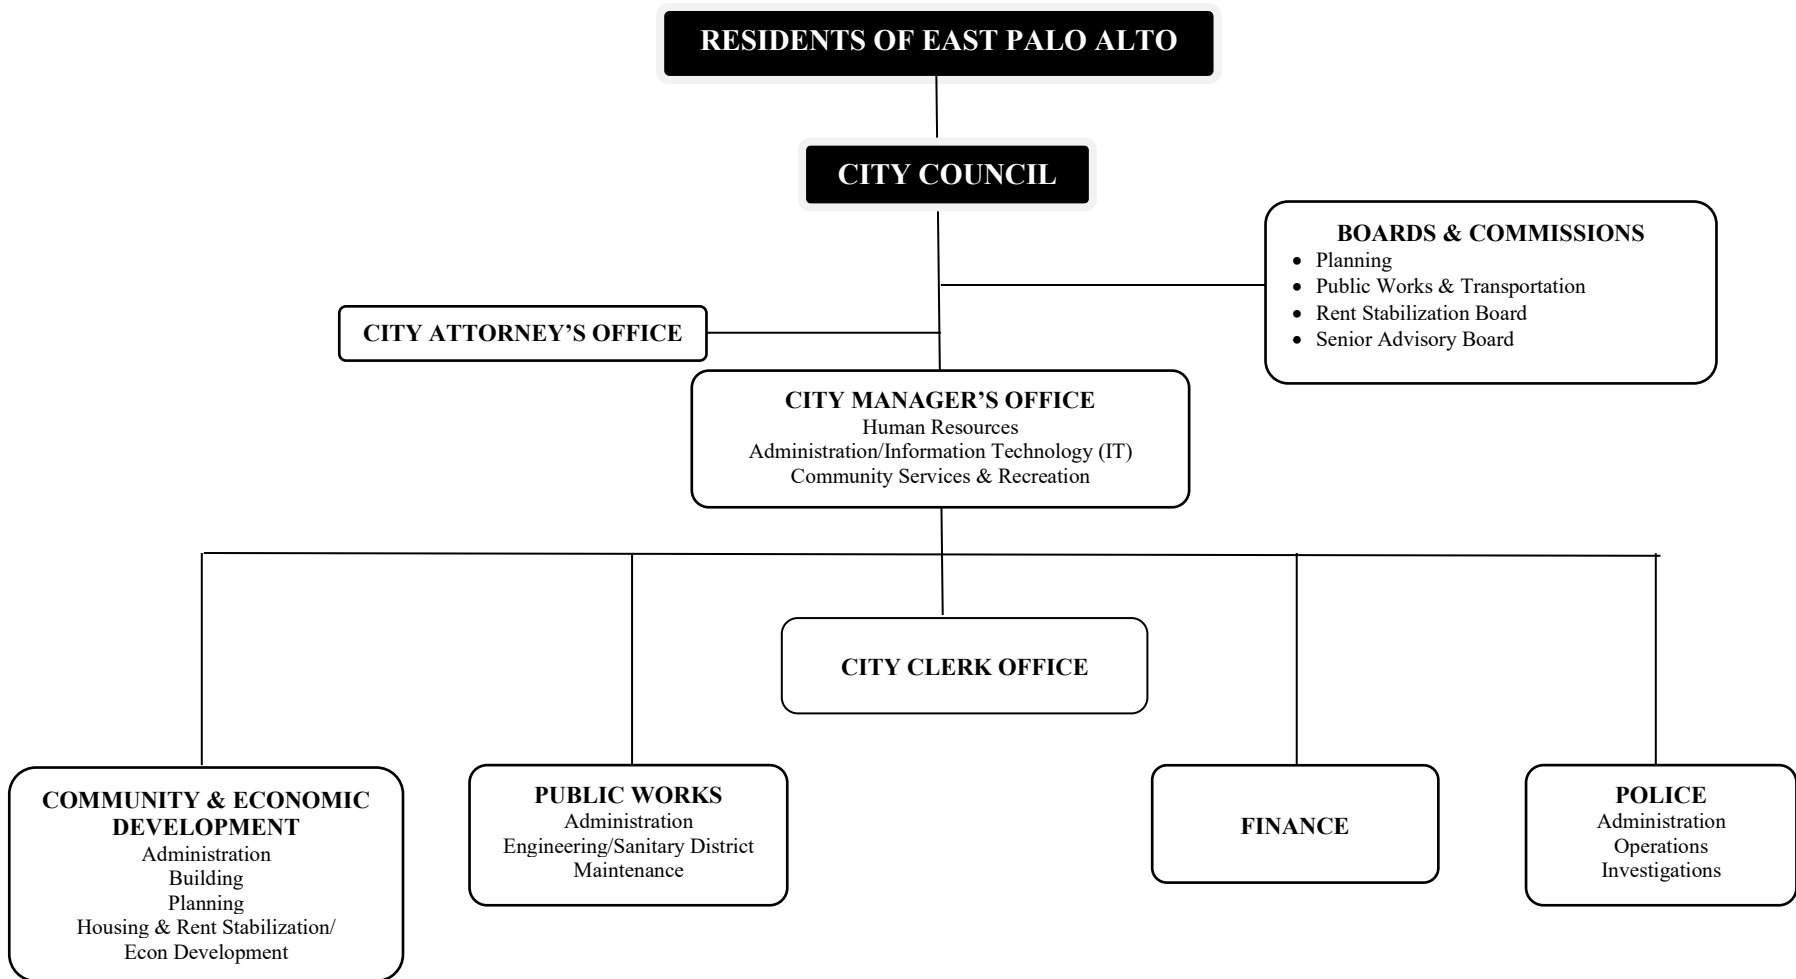 RESIDENTS OF EAST PALO ALTO
CITY COUNCIL
BOARDS & COMMISSIONS
• Planning
• Public Works & Transportation
• Rent Stabilization Board
• Senior Advisory Board
CITY ATTORNEY’S OFFICE
CITY MANAGER’S OFFICE
Human Resources
Administration/Information Technology (IT)
Community Services & Recreation
CITY CLERK OFFICE
COMMUNITY & ECONOMIC
DEVELOPMENT
Administration
Building
Planning
Housing & Rent Stabilization/
Econ Development
PUBLIC WORKS
Administration
Engineering/Sanitary District
Maintenance
FINANCE
POLICE
Administration
Operations
Investigations